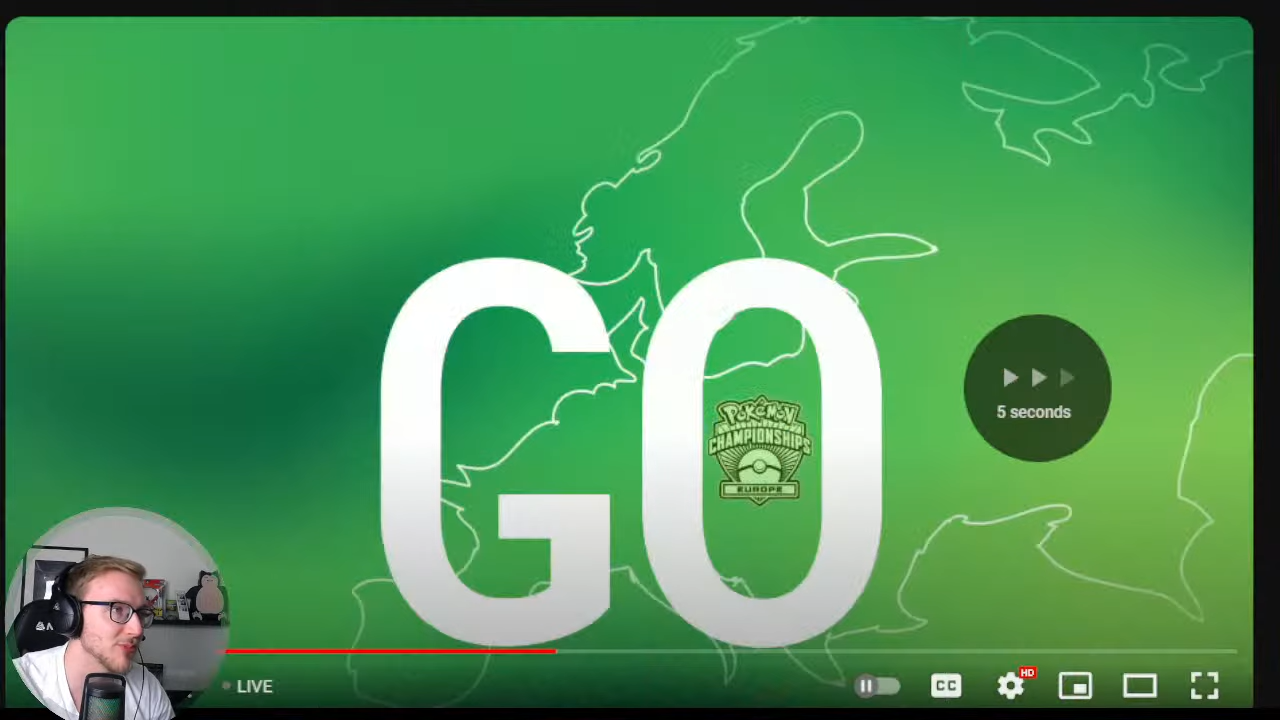 GO
POKÉMON
CHAMPIONSHIPS
EUROPE
5 seconds
LIVE
CC
HD